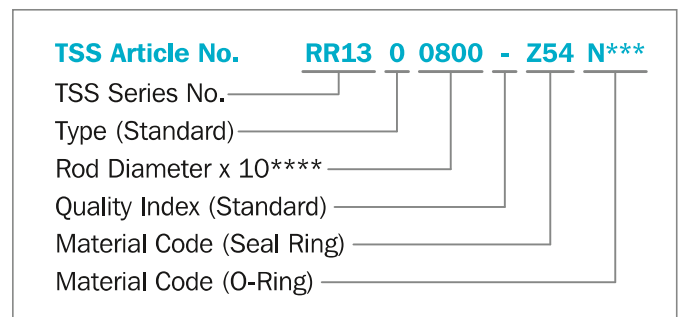 TSS Article No. RR13 0 0800 - Z54 N***
TSS Series No.
Type (Standard)
Rod Diameter x 10****
Quality Index (Standard)
Material Code (Seal Ring)
Material Code (O-Ring)